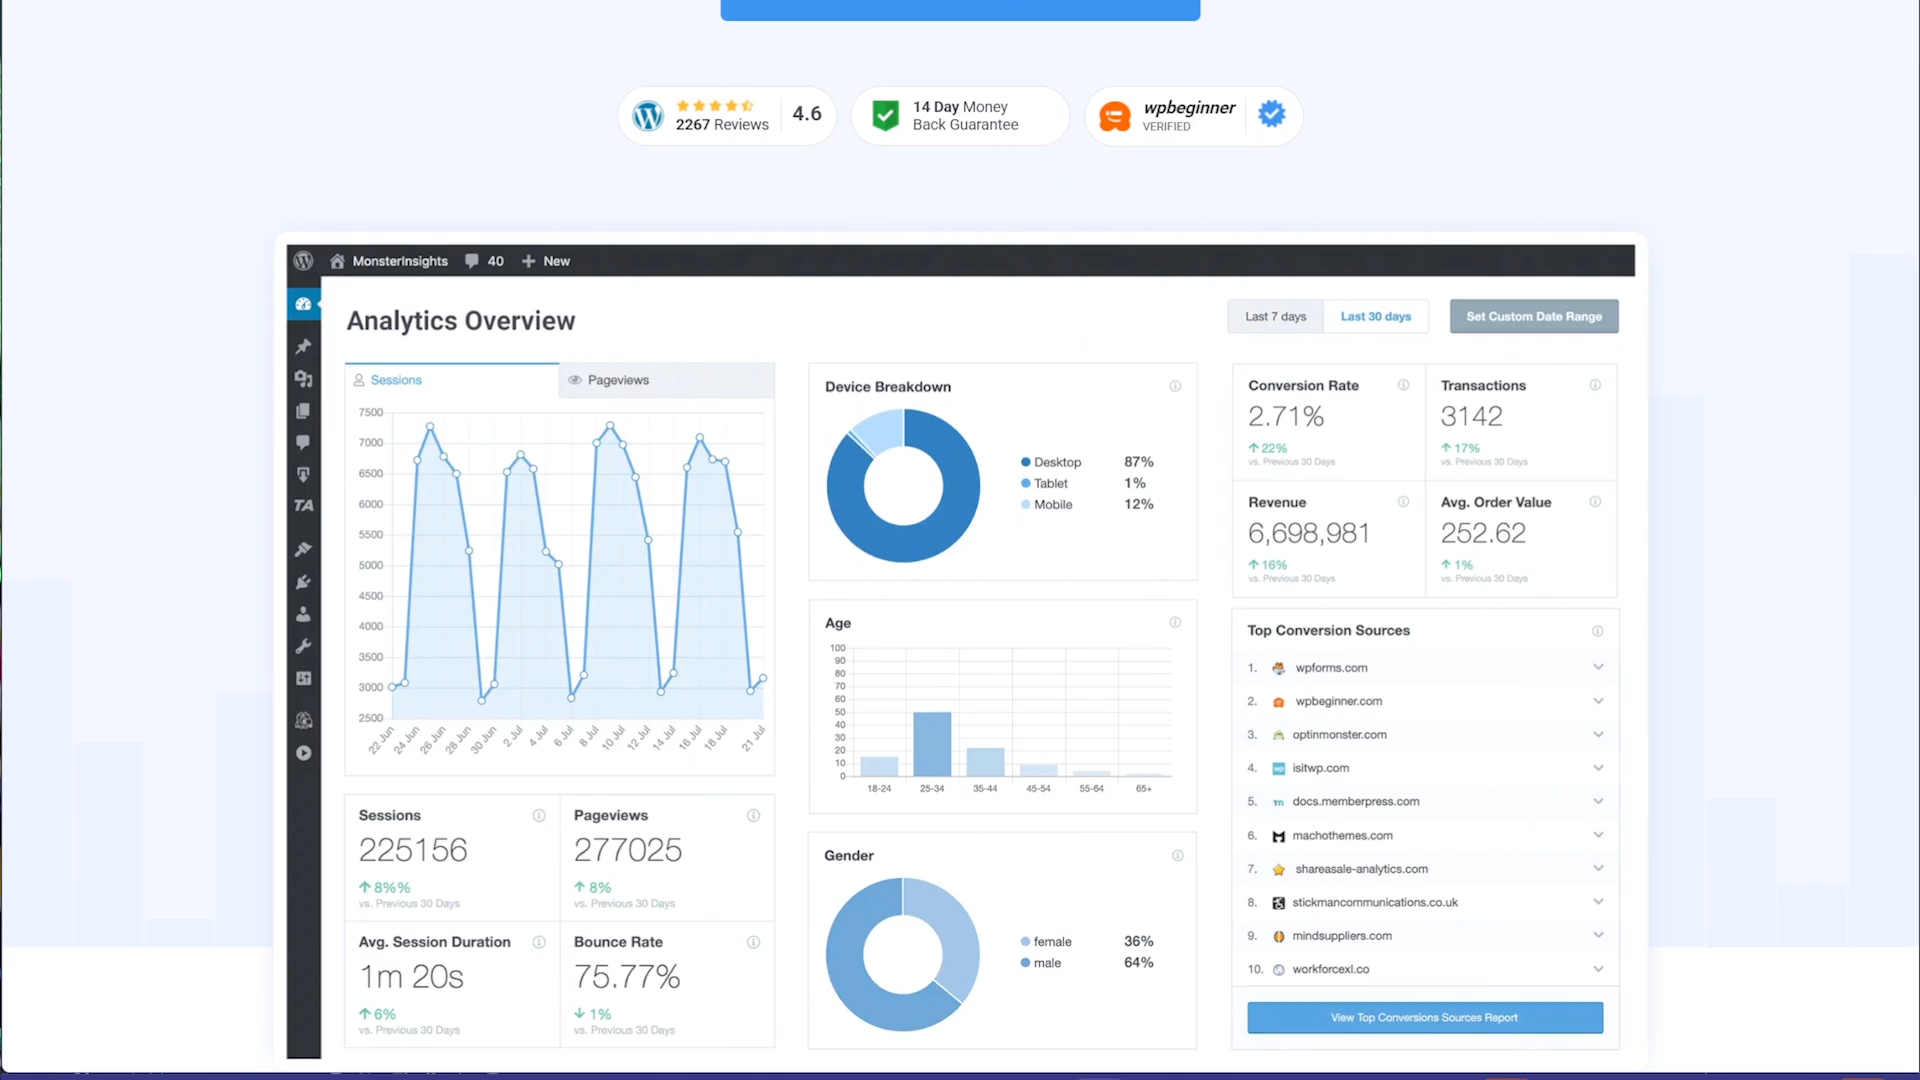 2267 Reviews
4.6
14 Day Money
Back Guarantee
wpbeginner
VERIFIED
MonsterInsights
40
New
Analytics Overview
Last 7 days
Last 30 days
Set Custom Date Range
Sessions
Pageviews
7500
7000
6500
6000
5500
5000
4500
4000
3500
3000
2500
22 Jun
24 Jun
26 Jun
28 Jun
30 Jun
2 Jul
4 Jul
6 Jul
8 Jul
10 Jul
12 Jul
14 Jul
16 Jul
18 Jul
21 Jul
Sessions
225156
8%%
vs. Previous 30 Days
Pageviews
277025
8%
vs. Previous 30 Days
Avg. Session Duration
1m 20s
6%
vs. Previous 30 Days
Bounce Rate
75.77%
1%
vs. Previous 30 Days
Device Breakdown
Desktop 87%
Tablet 1%
Mobile 12%
Age
100
90
80
70
60
50
40
30
20
10
0
18-24
25-34
35-44
45-54
55-64
65+
Gender
female 36%
male 64%
Conversion Rate
2.71%
22%
vs. Previous 30 Days
Transactions
3142
17%
vs. Previous 30 Days
Revenue
6,698,981
16%
vs. Previous 30 Days
Avg. Order Value
252.62
1%
vs. Previous 30 Days
Top Conversion Sources
1. wpforms.com
2. wpbeginner.com
3. optinmonster.com
4. isitwp.com
5. docs.memberpress.com
6. machothemes.com
7. shareasale-analytics.com
8. stickmancommunications.co.uk
9. mindsuppliers.com
10. workforcexl.co
View Top Conversions Sources Report
TA